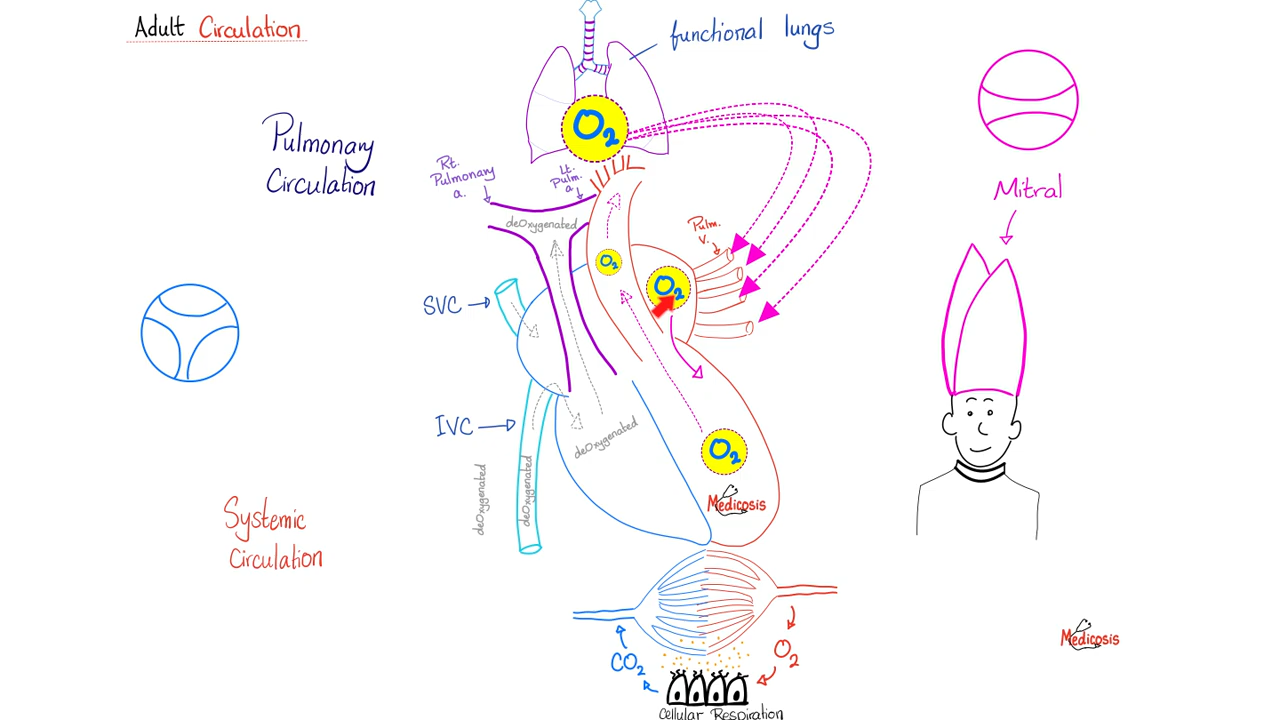 Adult Circulation
functional lungs
O2
Pulmonary
Circulation
Rt.
Pulmonary
a.
Lt.
Pulm.
a.
deOxygenated
Pulm.
v.
O2
O2
SVC
IVC
deOxygenated
deOxygenated
deOxygenated
O2
Medicosis
Mitral
Systemic
Circulation
CO2
O2
Cellular Respiration
Medicosis